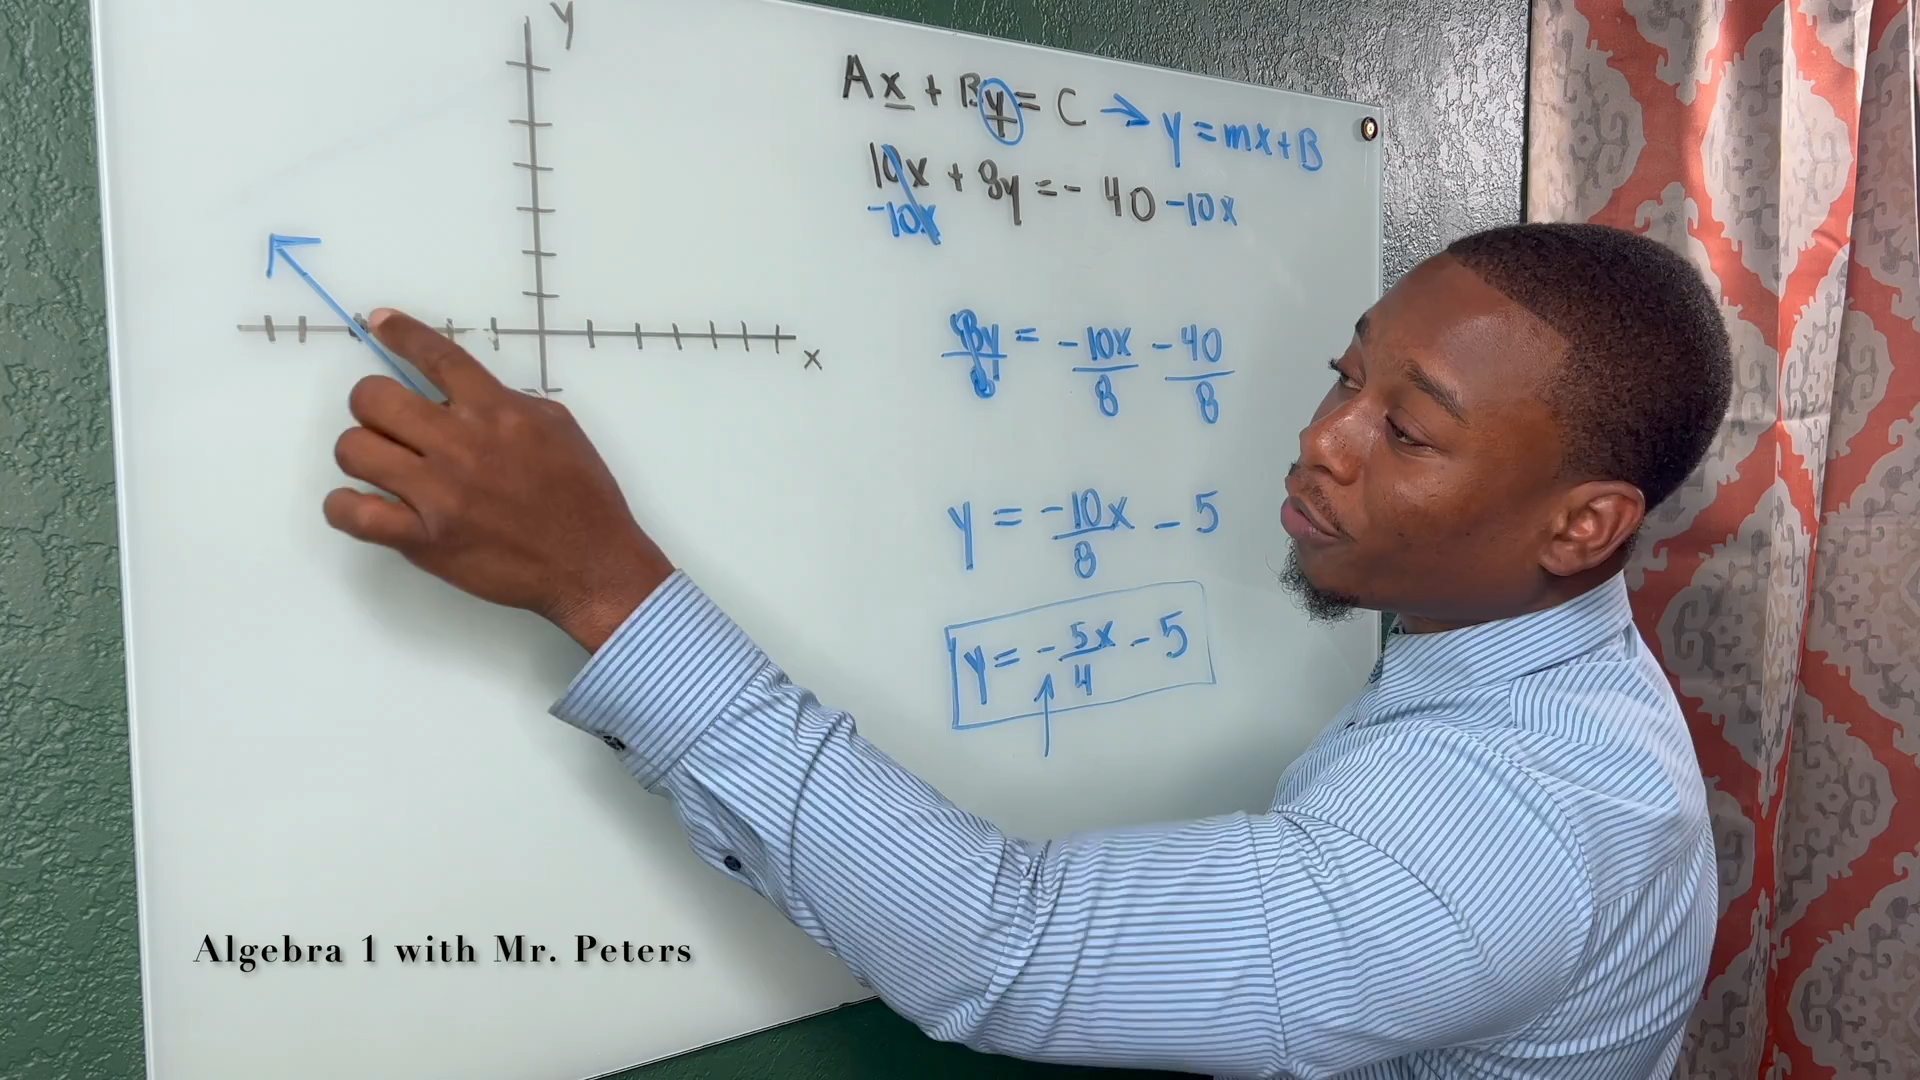 y
x
Ax + By = C → y = mx + B
10x + 8y = - 40 - 10x
-10x
8y = -10x - 40
8 8 8
y = -10x - 5
8
y = - 5x - 5
4
Algebra 1 with Mr. Peters